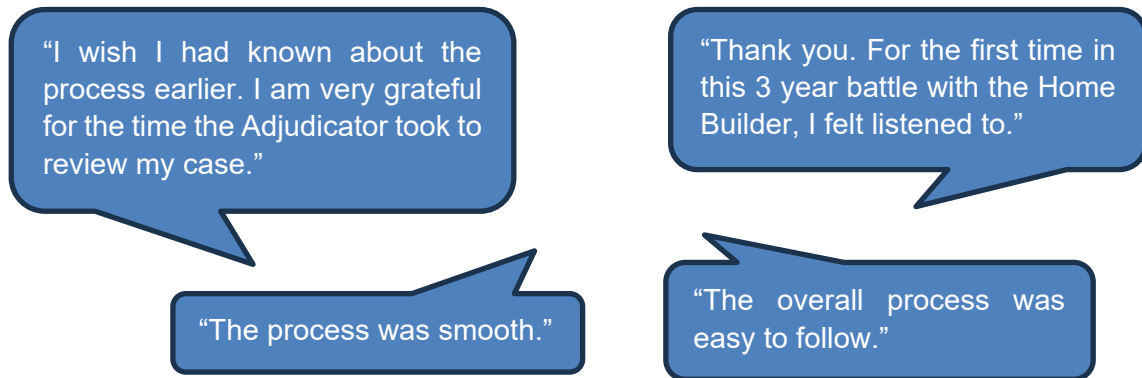 “I wish I had known about the
process earlier. I am very grateful
for the time the Adjudicator took to
review my case.”
“Thank you. For the first time in
this 3 year battle with the Home
Builder, I felt listened to.”
“The process was smooth.”
“The overall process was
easy to follow.”